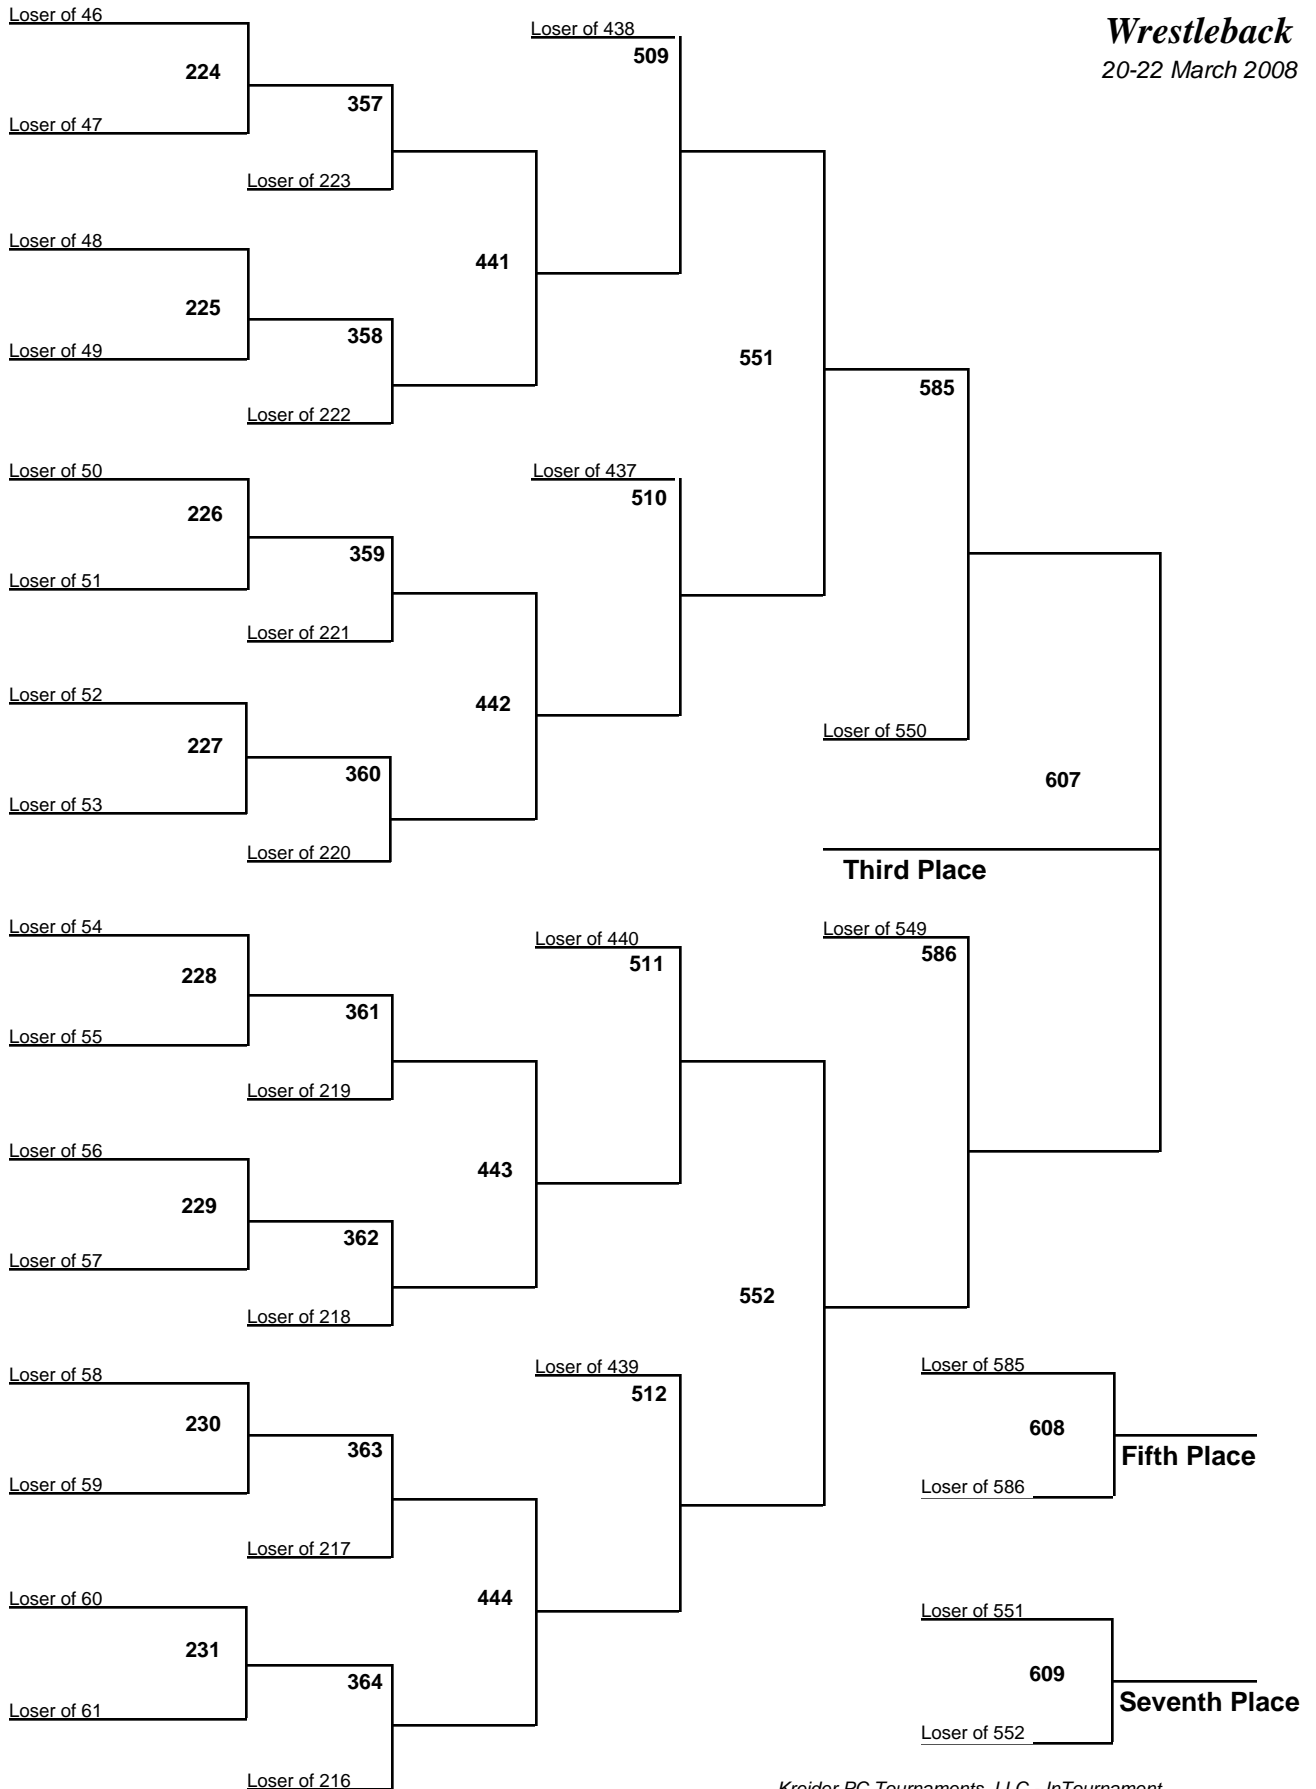 Wrestleback
20-22 March 2008
Loser of 46
224
Loser of 47
357
Loser of 223
Loser of 48
225
Loser of 49
358
Loser of 222
441
Loser of 438
509
Loser of 50
226
Loser of 51
359
Loser of 221
Loser of 52
227
Loser of 53
360
Loser of 220
442
Loser of 437
510
551
585
Loser of 550
607
Third Place
Loser of 54
228
Loser of 55
361
Loser of 219
Loser of 56
229
Loser of 57
362
Loser of 218
443
Loser of 440
511
Loser of 549
586
Loser of 58
230
Loser of 59
363
Loser of 217
Loser of 60
231
Loser of 61
364
Loser of 216
444
Loser of 439
512
552
Loser of 585
608
Fifth Place
Loser of 586
Loser of 551
609
Seventh Place
Loser of 552
Kreider PC Tournaments, LLC - InTournament